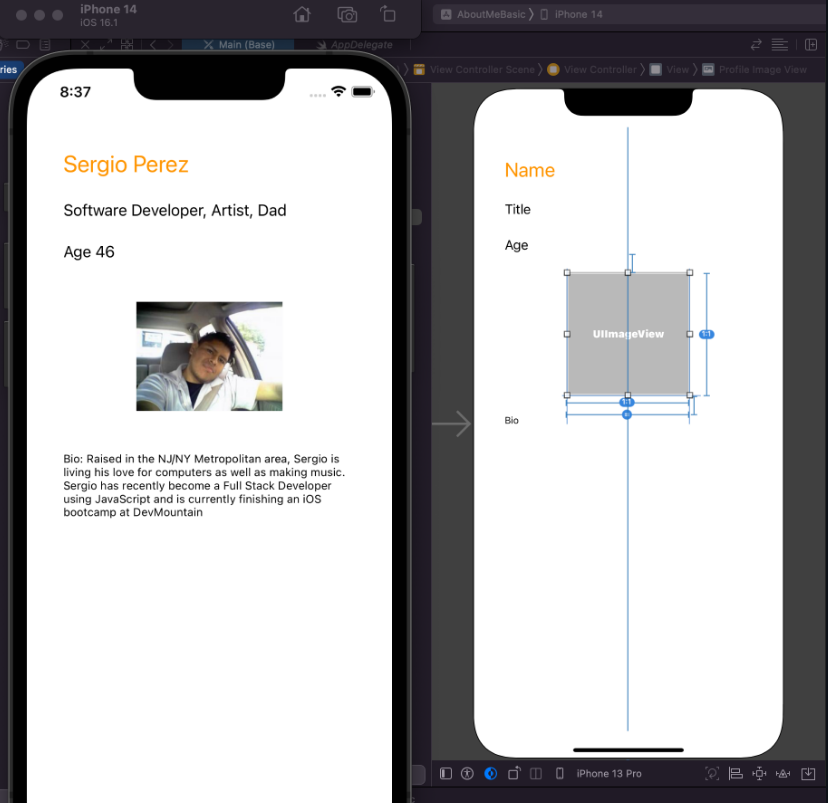 iPhone 14
iOS 16.1
AboutMeBasic
iPhone 14
Main (Base)
AppDelegate
ries
View Controller Scene
View Controller
View
Profile Image View
8:37
Sergio Perez
Software Developer, Artist, Dad
Age 46
Bio: Raised in the NJ/NY Metropolitan area, Sergio is
living his love for computers as well as making music.
Sergio has recently become a Full Stack Developer
using JavaScript and is currently finishing an iOS
bootcamp at DevMountain
Name
Title
Age
UIImageView
1:1
1:1
Bio
iPhone 13 Pro